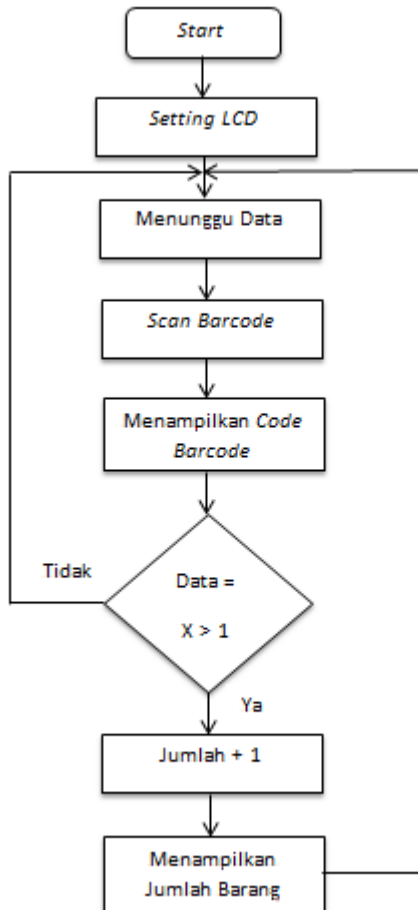 Start
Setting LCD
Menunggu Data
Scan Barcode
Menampilkan Code
Barcode
Data =
X > 1
Tidak
Ya
Jumlah + 1
Menampilkan
Jumlah Barang